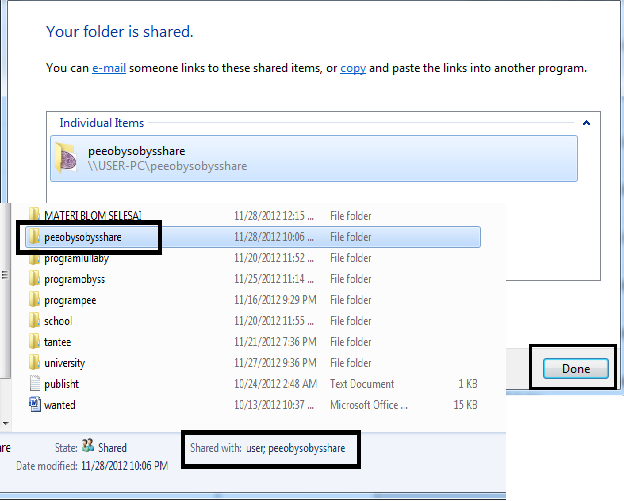 Your folder is shared.
You can e-mail someone links to these shared items, or copy and paste the links into another program.
Individual Items
peeobysobysshare
\\USER-PC\peeobysobysshare
MATERI BLOM SELESAI 11/28/2012 12:15 ... File folder
peeobysobysshare 11/28/2012 10:06 ... File folder
programlullaby 11/20/2012 11:52 ... File folder
programobyss 11/25/2012 11:14 ... File folder
programpee 11/16/2012 9:29 PM File folder
school 11/20/2012 11:55 ... File folder
tantee 11/21/2012 7:36 PM File folder
university 11/27/2012 9:36 PM File folder
publisht 10/24/2012 2:48 AM Text Document 1 KB
wanted 10/13/2012 10:37 ... Microsoft Office ... 15 KB
Done
are State: Shared Shared with: user; peeobysobysshare
Date modified: 11/28/2012 10:06 PM